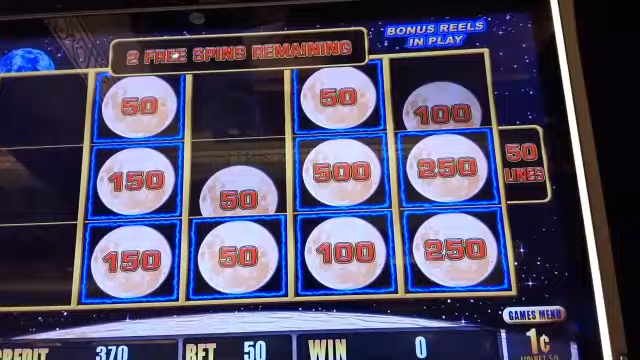 2 FREE SPINS REMAINING
BONUS REELS
IN PLAY
50
50
100
150
500
250
50
150
50
100
250
50
LINES
GAMES MENU
CREDIT 370 BET 50 WIN 0
1¢